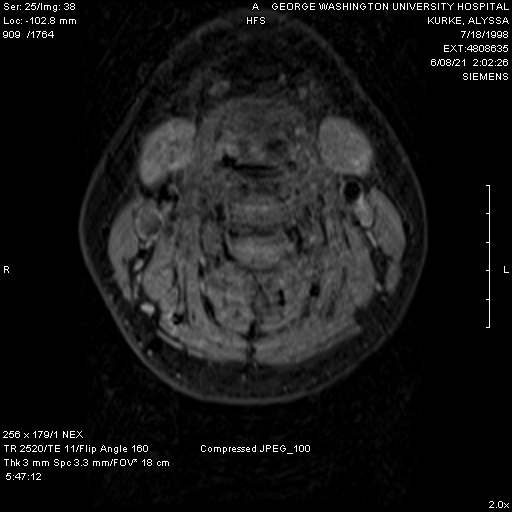 Ser: 25/Img: 38
Loc: -102.8 mm
909 /1764
A GEORGE WASHINGTON UNIVERSITY HOSPITAL
HFS KURKE, ALYSSA
7/18/1998
EXT:4808635
6/08/21 2:02:26
SIEMENS
R
L
256 x 179/1 NEX
TR 2520/TE 11/Flip Angle 160
Thk 3 mm Spc 3.3 mm/FOV* 18 cm
5:47:12
Compressed JPEG_100
2.0x